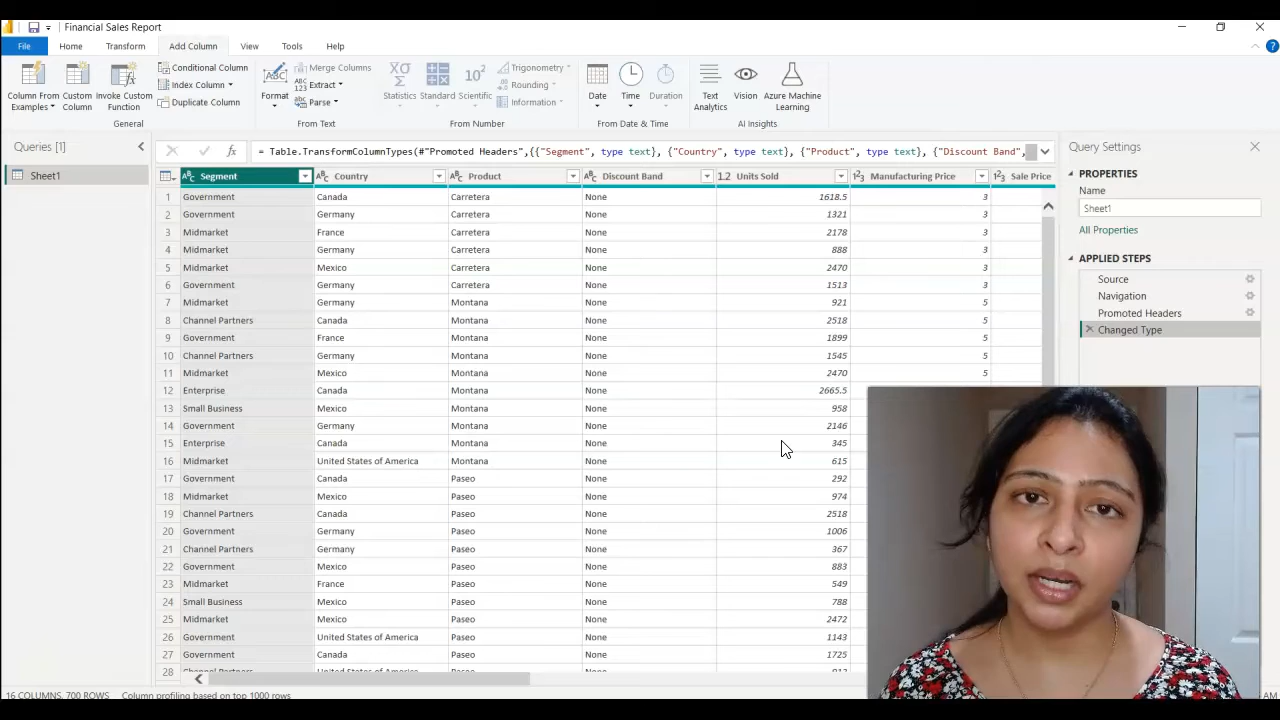 Financial Sales Report
File Home Transform Add Column View Tools Help
Column From Examples
Custom Column
Invoke Custom Function
Conditional Column
Index Column
Duplicate Column
General
Format
Merge Columns
Extract
Parse
From Text
Statistics
Standard
Scientific
Trigonometry
Rounding
Information
From Number
Date
Time
Duration
From Date & Time
Text Analytics
Vision
Azure Machine Learning
AI Insights
Queries [1]
Sheet1
= Table.TransformColumnTypes(#"Promoted Headers",{{"Segment", type text}, {"Country", type text}, {"Product", type text}, {"Discount Band",
Segment Country Product Discount Band 1.2 Units Sold Manufacturing Price Sale Price
1 Government Canada Carretera None 1618.5 3
2 Government Germany Carretera None 1321 3
3 Midmarket France Carretera None 2178 3
4 Midmarket Germany Carretera None 888 3
5 Midmarket Mexico Carretera None 2470 3
6 Government Germany Carretera None 1513 3
7 Midmarket Germany Montana None 921 5
8 Channel Partners Canada Montana None 2518 5
9 Government France Montana None 1899 5
10 Channel Partners Germany Montana None 1545 5
11 Midmarket Mexico Montana None 2470 5
12 Enterprise Canada Montana None 2665.5
13 Small Business Mexico Montana None 958
14 Government Germany Montana None 2146
15 Enterprise Canada Montana None 345
16 Midmarket United States of America Montana None 615
17 Government Canada Paseo None 292
18 Midmarket Mexico Paseo None 974
19 Channel Partners Canada Paseo None 2518
20 Government Germany Paseo None 1006
21 Channel Partners Germany Paseo None 367
22 Government Mexico Paseo None 883
23 Midmarket France Paseo None 549
24 Small Business Mexico Paseo None 788
25 Midmarket Mexico Paseo None 2472
26 Government United States of America Paseo None 1143
27 Government Canada Paseo None 1725
28 Channel Partners United States of America Paseo None 912
Query Settings
PROPERTIES
Name
Sheet1
All Properties
APPLIED STEPS
Source
Navigation
Promoted Headers
Changed Type
16 COLUMNS, 700 ROWS Column profiling based on top 1000 rows
AM